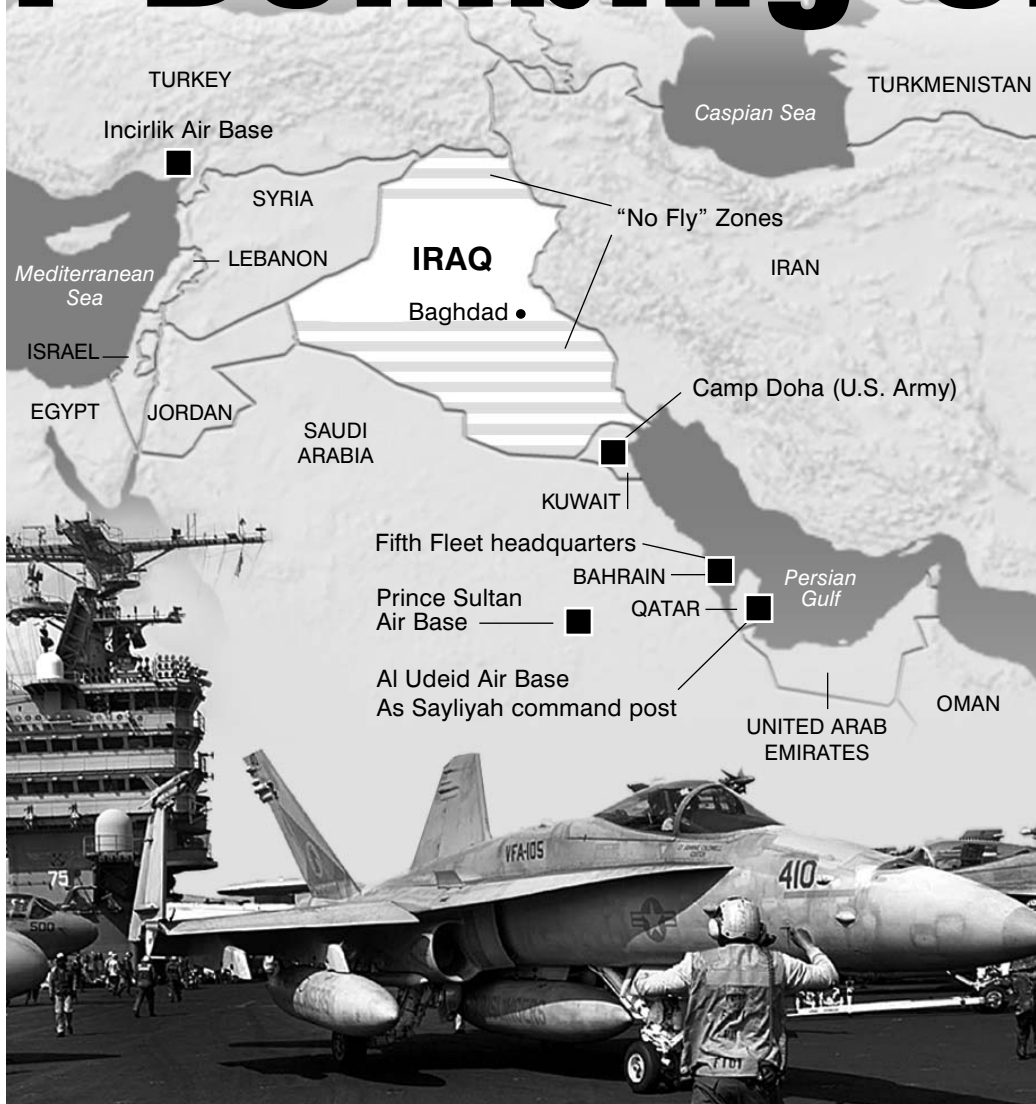 TURKEY
TURKMENISTAN
Caspian Sea
Incirlik Air Base
SYRIA
“No Fly” Zones
LEBANON
IRAQ
IRAN
Mediterranean
Sea
Baghdad
ISRAEL
Camp Doha (U.S. Army)
EGYPT
JORDAN
SAUDI
ARABIA
KUWAIT
Fifth Fleet headquarters
BAHRAIN
Persian
Gulf
Prince Sultan
Air Base
QATAR
Al Udeid Air Base
As Sayliyah command post
OMAN
UNITED ARAB
EMIRATES
VFA-105
410
75
500